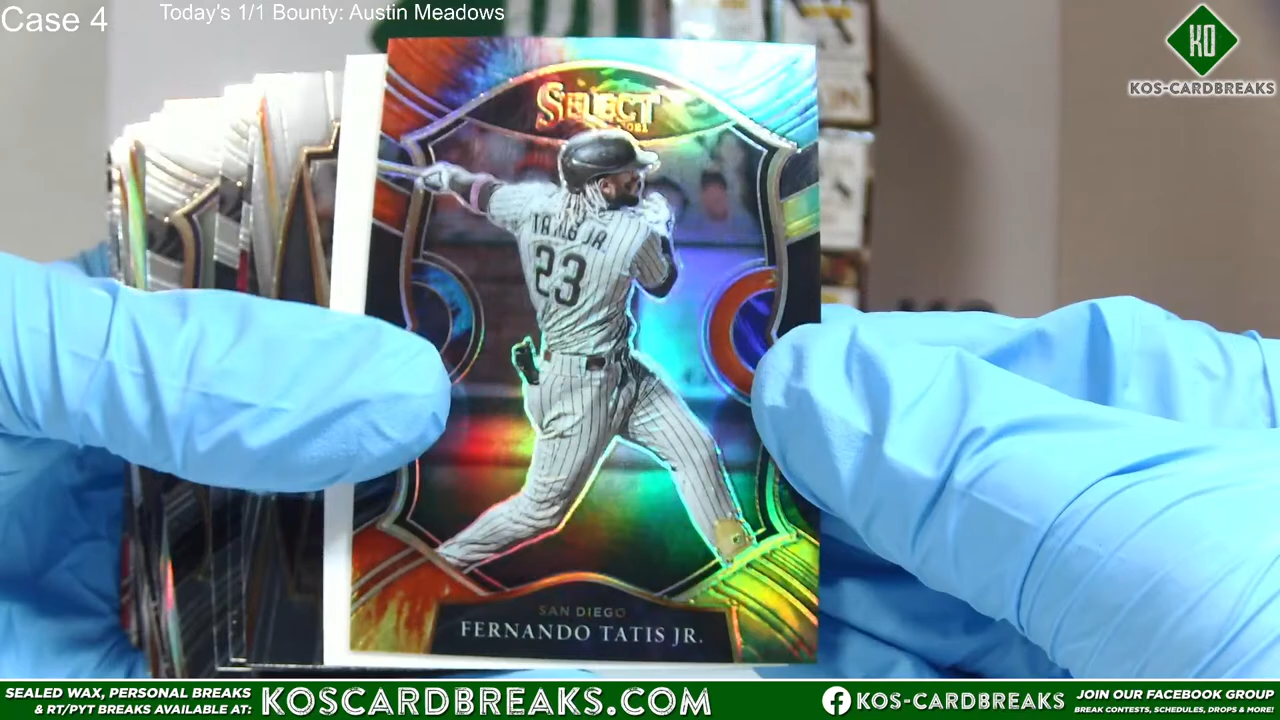 Case 4
Today's 1/1 Bounty: Austin Meadows
KO
KOS-CARDBREAKS
SELECT
2021
TATIS JR.
23
SAN DIEGO
FERNANDO TATIS JR.
SEALED WAX, PERSONAL BREAKS
& RT/PYT BREAKS AVAILABLE AT:
KOSCARDBREAKS.COM
KOS-CARDBREAKS
JOIN OUR FACEBOOK GROUP
BREAK CONTESTS, SCHEDULES, DROPS & MORE!